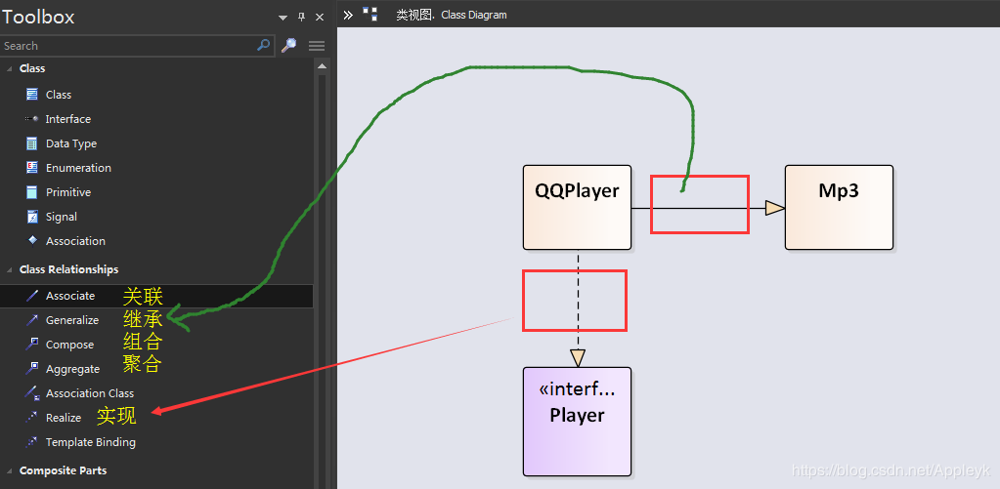 Toolbox
Search
Class
Class
Interface
Data Type
Enumeration
Primitive
Signal
Association
Class Relationships
Associate 关联
Generalize 继承
Compose 组合
Aggregate 聚合
Association Class
Realize 实现
Template Binding
Composite Parts
类视图. Class Diagram
QQPlayer
Mp3
«interf...
Player
https://blog.csdn.net/Appleyk